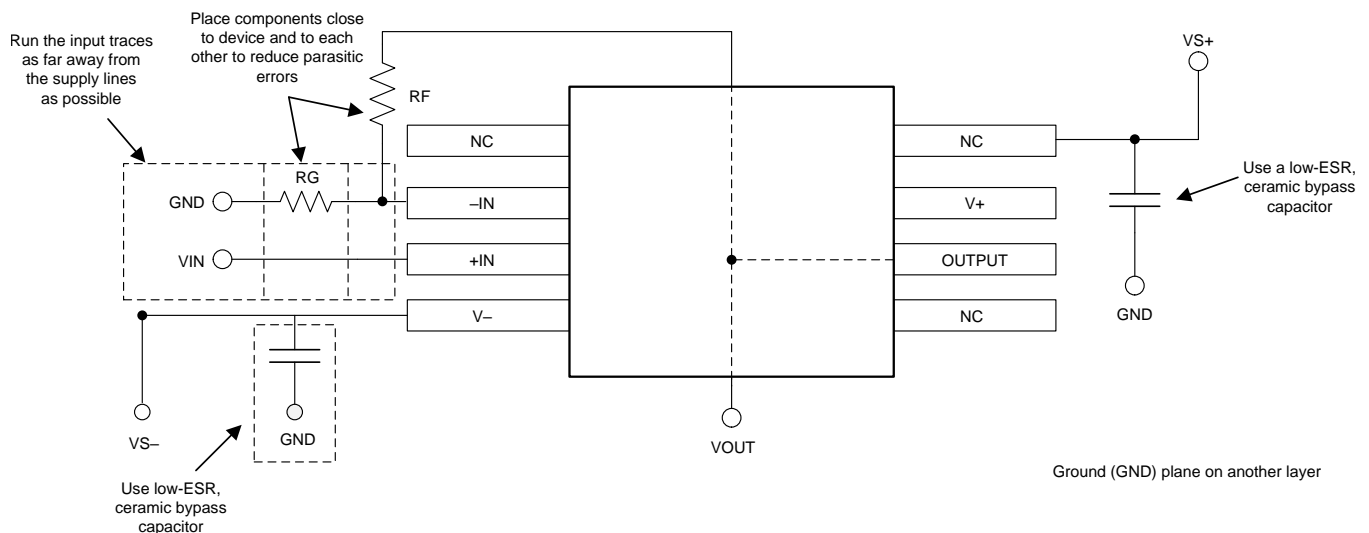 Place components close
to device and to each
other to reduce parasitic
errors
Run the input traces
as far away from
the supply lines
as possible
VS+
RF
NC
NC
Use a low-ESR,
ceramic bypass
capacitor
RG
GND
–IN
V+
VIN
+IN
OUTPUT
V–
NC
GND
VS–
GND
VOUT
Use low-ESR,
ceramic bypass
capacitor
Ground (GND) plane on another layer